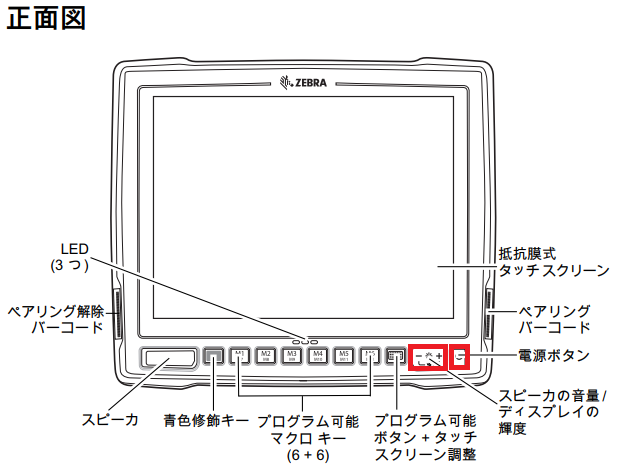 正面図
ZEBRA
LED
(3 つ)
抵抗膜式
タッチ スクリーン
ペアリング解除
バーコード
ペアリング
バーコード
M1
M2
M8
M3
M9
M4
M10
M5
M11
M6
電源ボタン
スピーカ
青色修飾キー
プログラム可能
マクロ キー
(6 + 6)
プログラム可能
ボタン + タッチ
スクリーン調整
スピーカの音量/
ディスプレイの
輝度